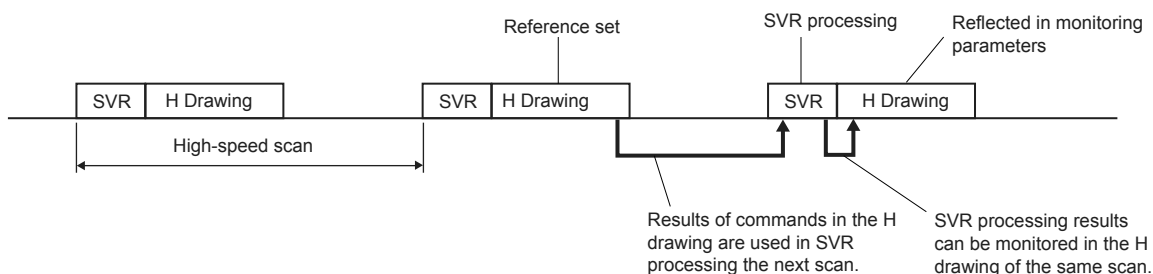 Reference set
SVR processing
Reflected in monitoring
parameters
SVR
H Drawing
SVR
H Drawing
SVR
H Drawing
High-speed scan
Results of commands in the H
drawing are used in SVR
processing the next scan.
SVR processing results
can be monitored in the H
drawing of the same scan.